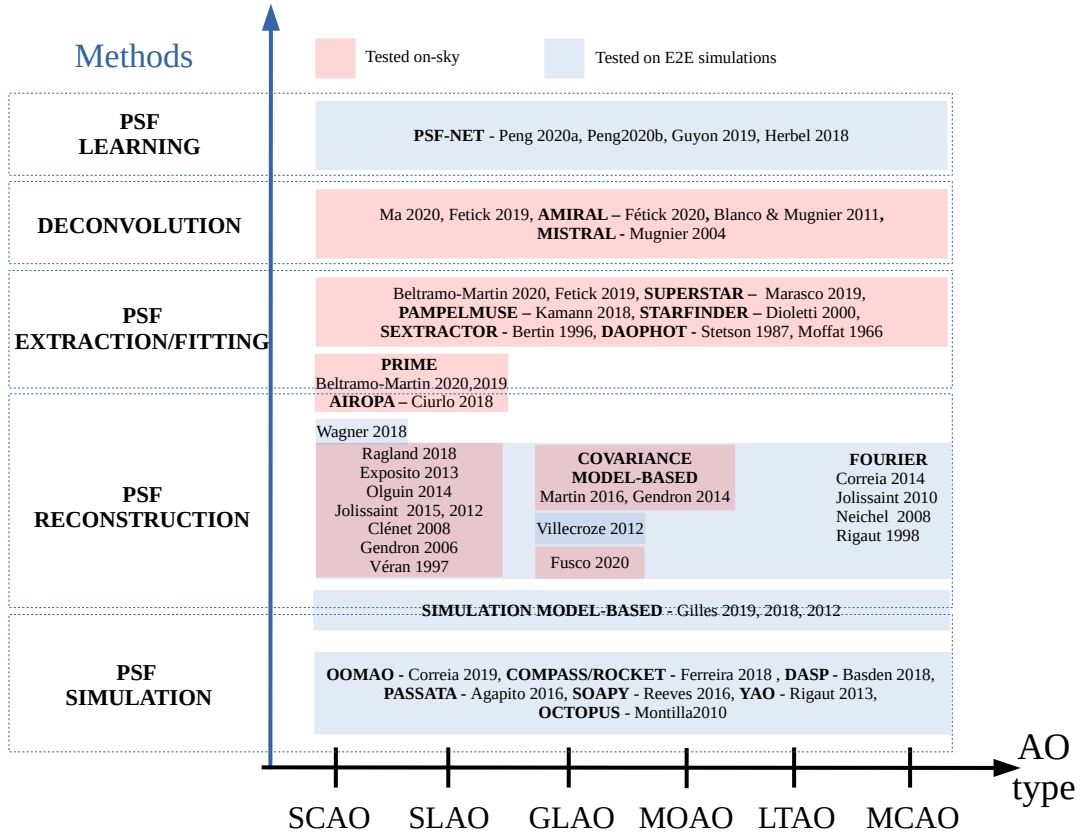 Methods
Tested on-sky
Tested on E2E simulations
PSF
LEARNING
PSF-NET - Peng 2020a, Peng2020b, Guyon 2019, Herbel 2018
DECONVOLUTION
Ma 2020, Fetick 2019, AMIRAL – Fétick 2020, Blanco & Mugnier 2011,
MISTRAL - Mugnier 2004
PSF
EXTRACTION/FITTING
Beltramo-Martin 2020, Fetick 2019, SUPERSTAR – Marasco 2019,
PAMPELMUSE – Kamann 2018, STARFINDER – Dioletti 2000,
SEXTRACTOR - Bertin 1996, DAOPHOT - Stetson 1987, Moffat 1966
PRIME
Beltramo-Martin 2020,2019
AIROPA – Ciurlo 2018
PSF
RECONSTRUCTION
Wagner 2018
Ragland 2018
Exposito 2013
Olguin 2014
Jolissaint 2015, 2012
Clénet 2008
Gendron 2006
Véran 1997
COVARIANCE
MODEL-BASED
Martin 2016, Gendron 2014
Villecroze 2012
Fusco 2020
FOURIER
Correia 2014
Jolissaint 2010
Neichel 2008
Rigaut 1998
SIMULATION MODEL-BASED - Gilles 2019, 2018, 2012
PSF
SIMULATION
OOMAO - Correia 2019, COMPASS/ROCKET - Ferreira 2018 , DASP - Basden 2018,
PASSATA - Agapito 2016, SOAPY - Reeves 2016, YAO - Rigaut 2013,
OCTOPUS - Montilla2010
AO
type
SCAO SLAO GLAO MOAO LTAO MCAO